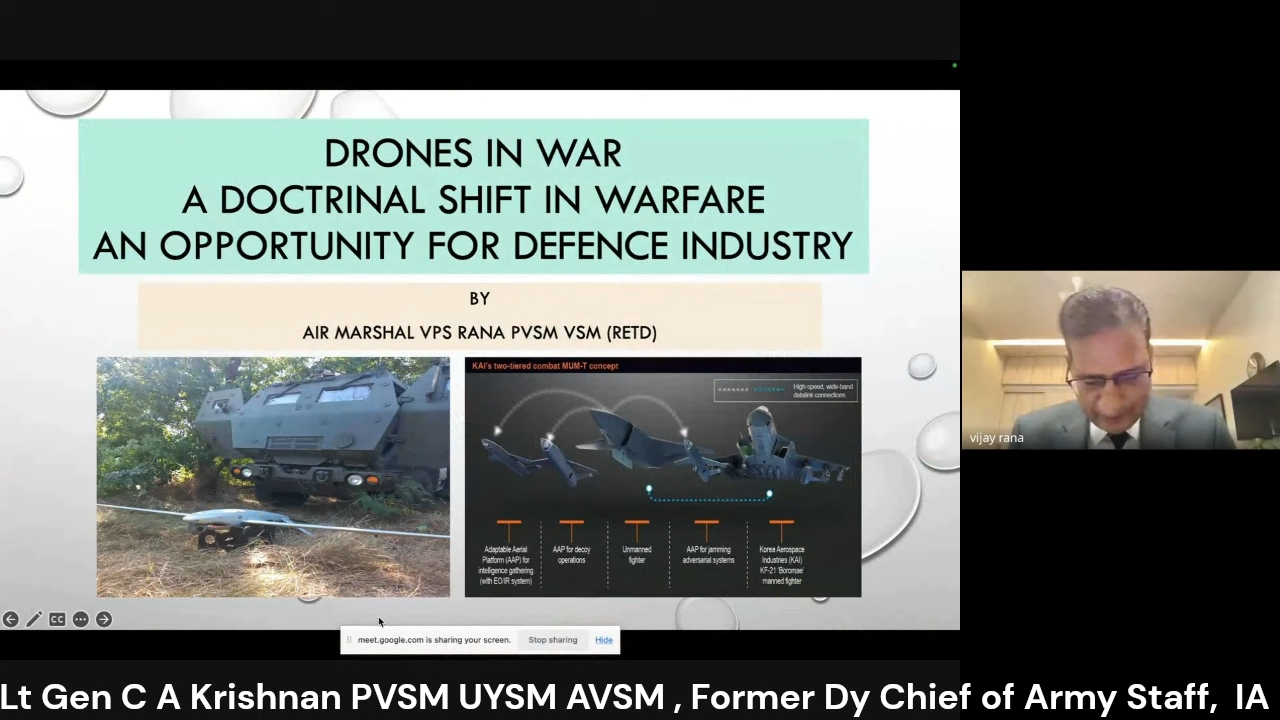 DRONES IN WAR
A DOCTRINAL SHIFT IN WARFARE
AN OPPORTUNITY FOR DEFENCE INDUSTRY
BY
AIR MARSHAL VPS RANA PVSM VSM (RETD)
KAI's two-tiered combat MUM-T concept
High-speed, wide-band
datalink connections
Adaptable Aerial
Platform (AAP) for
intelligence gathering
(with EO/IR system)
AAP for decoy
operations
Unmanned
fighter
AAP for jamming
adversarial systems
Korea Aerospace
Industries (KAI)
KF-21 'Boromae'
manned fighter
vijay rana
CC
meet.google.com is sharing your screen.
Stop sharing
Hide
Lt Gen C A Krishnan PVSM UYSM AVSM , Former Dy Chief of Army Staff, IA